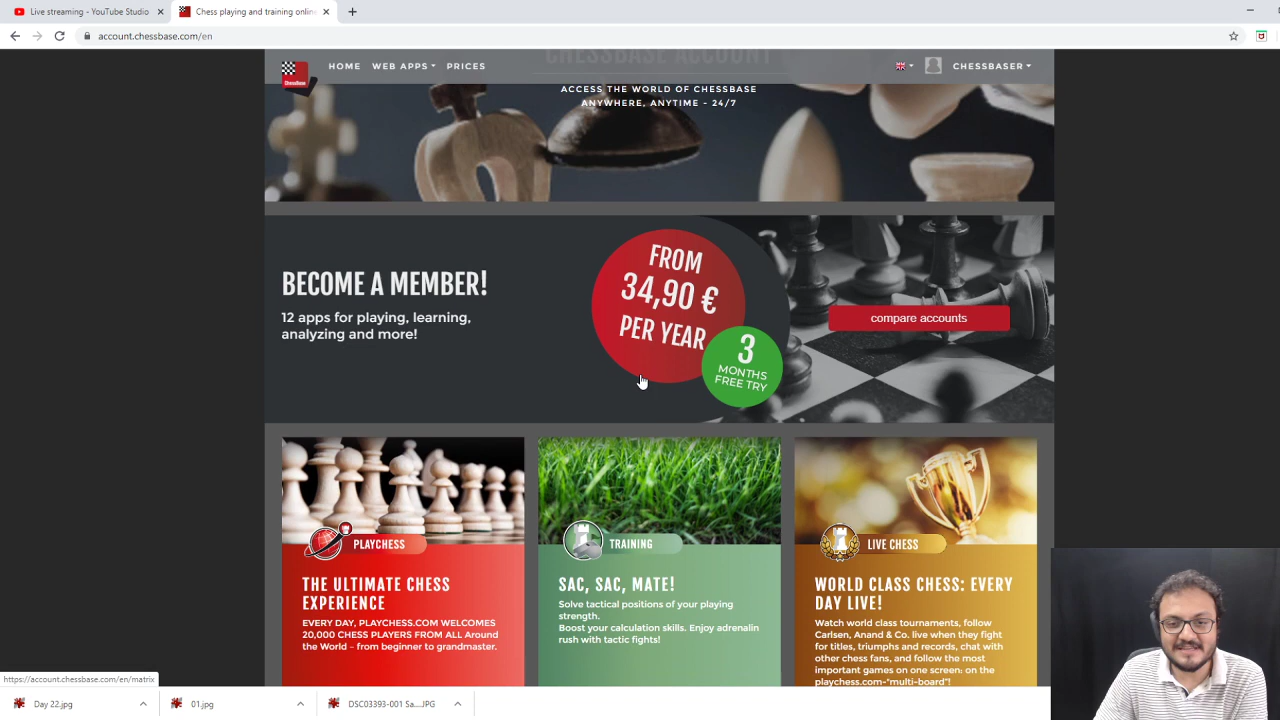 Live streaming - YouTube Studio
Chess playing and training online
account.chessbase.com/en
CHESSBASE ACCOUNT
HOME WEB APPS PRICES
CHESSBASER
ACCESS THE WORLD OF CHESSBASE
ANYWHERE, ANYTIME - 24/7
BECOME A MEMBER!
12 apps for playing, learning,
analyzing and more!
FROM
34,90 €
PER YEAR
3
MONTHS
FREE TRY
compare accounts
PLAYCHESS
THE ULTIMATE CHESS
EXPERIENCE
EVERY DAY, PLAYCHESS.COM WELCOMES
20,000 CHESS PLAYERS FROM ALL Around
the World – from beginner to grandmaster.
TRAINING
SAC, SAC, MATE!
Solve tactical positions of your playing
strength.
Boost your calculation skills. Enjoy adrenalin
rush with tactic fights!
LIVE CHESS
WORLD CLASS CHESS: EVERY
DAY LIVE!
Watch world class tournaments, follow
Carlsen, Anand & Co. live when they fight
for titles, triumphs and records, chat with
other chess fans, and follow the most
important games on one screen: on the
playchess.com-"multi-board"!
https://account.chessbase.com/en/matrix
Day 22.jpg
01.jpg
DSC03393-001 Sa....JPG